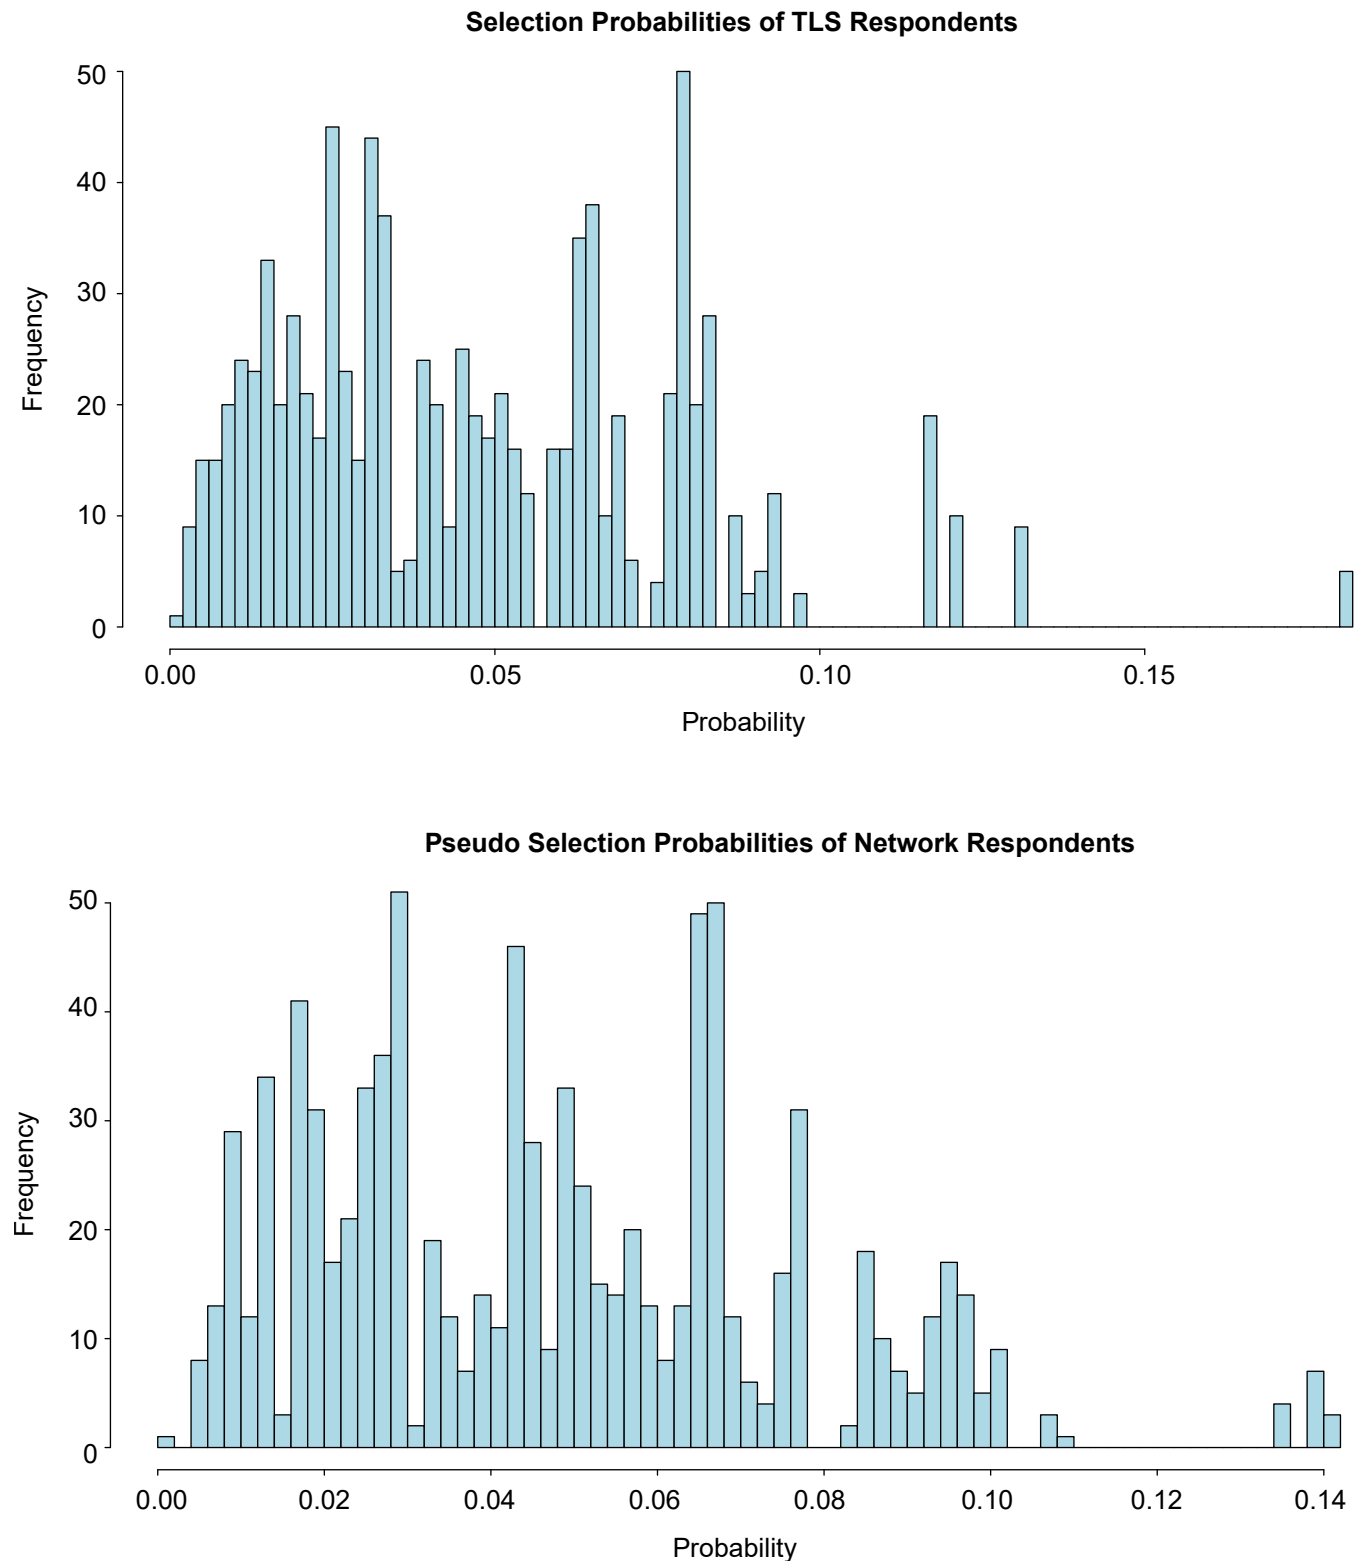 Selection Probabilities of TLS Respondents
50
40
30
20
10
0
Frequency
0.00 0.05 0.10 0.15
Probability
Pseudo Selection Probabilities of Network Respondents
50
40
30
20
10
0
Frequency
0.00 0.02 0.04 0.06 0.08 0.10 0.12 0.14
Probability